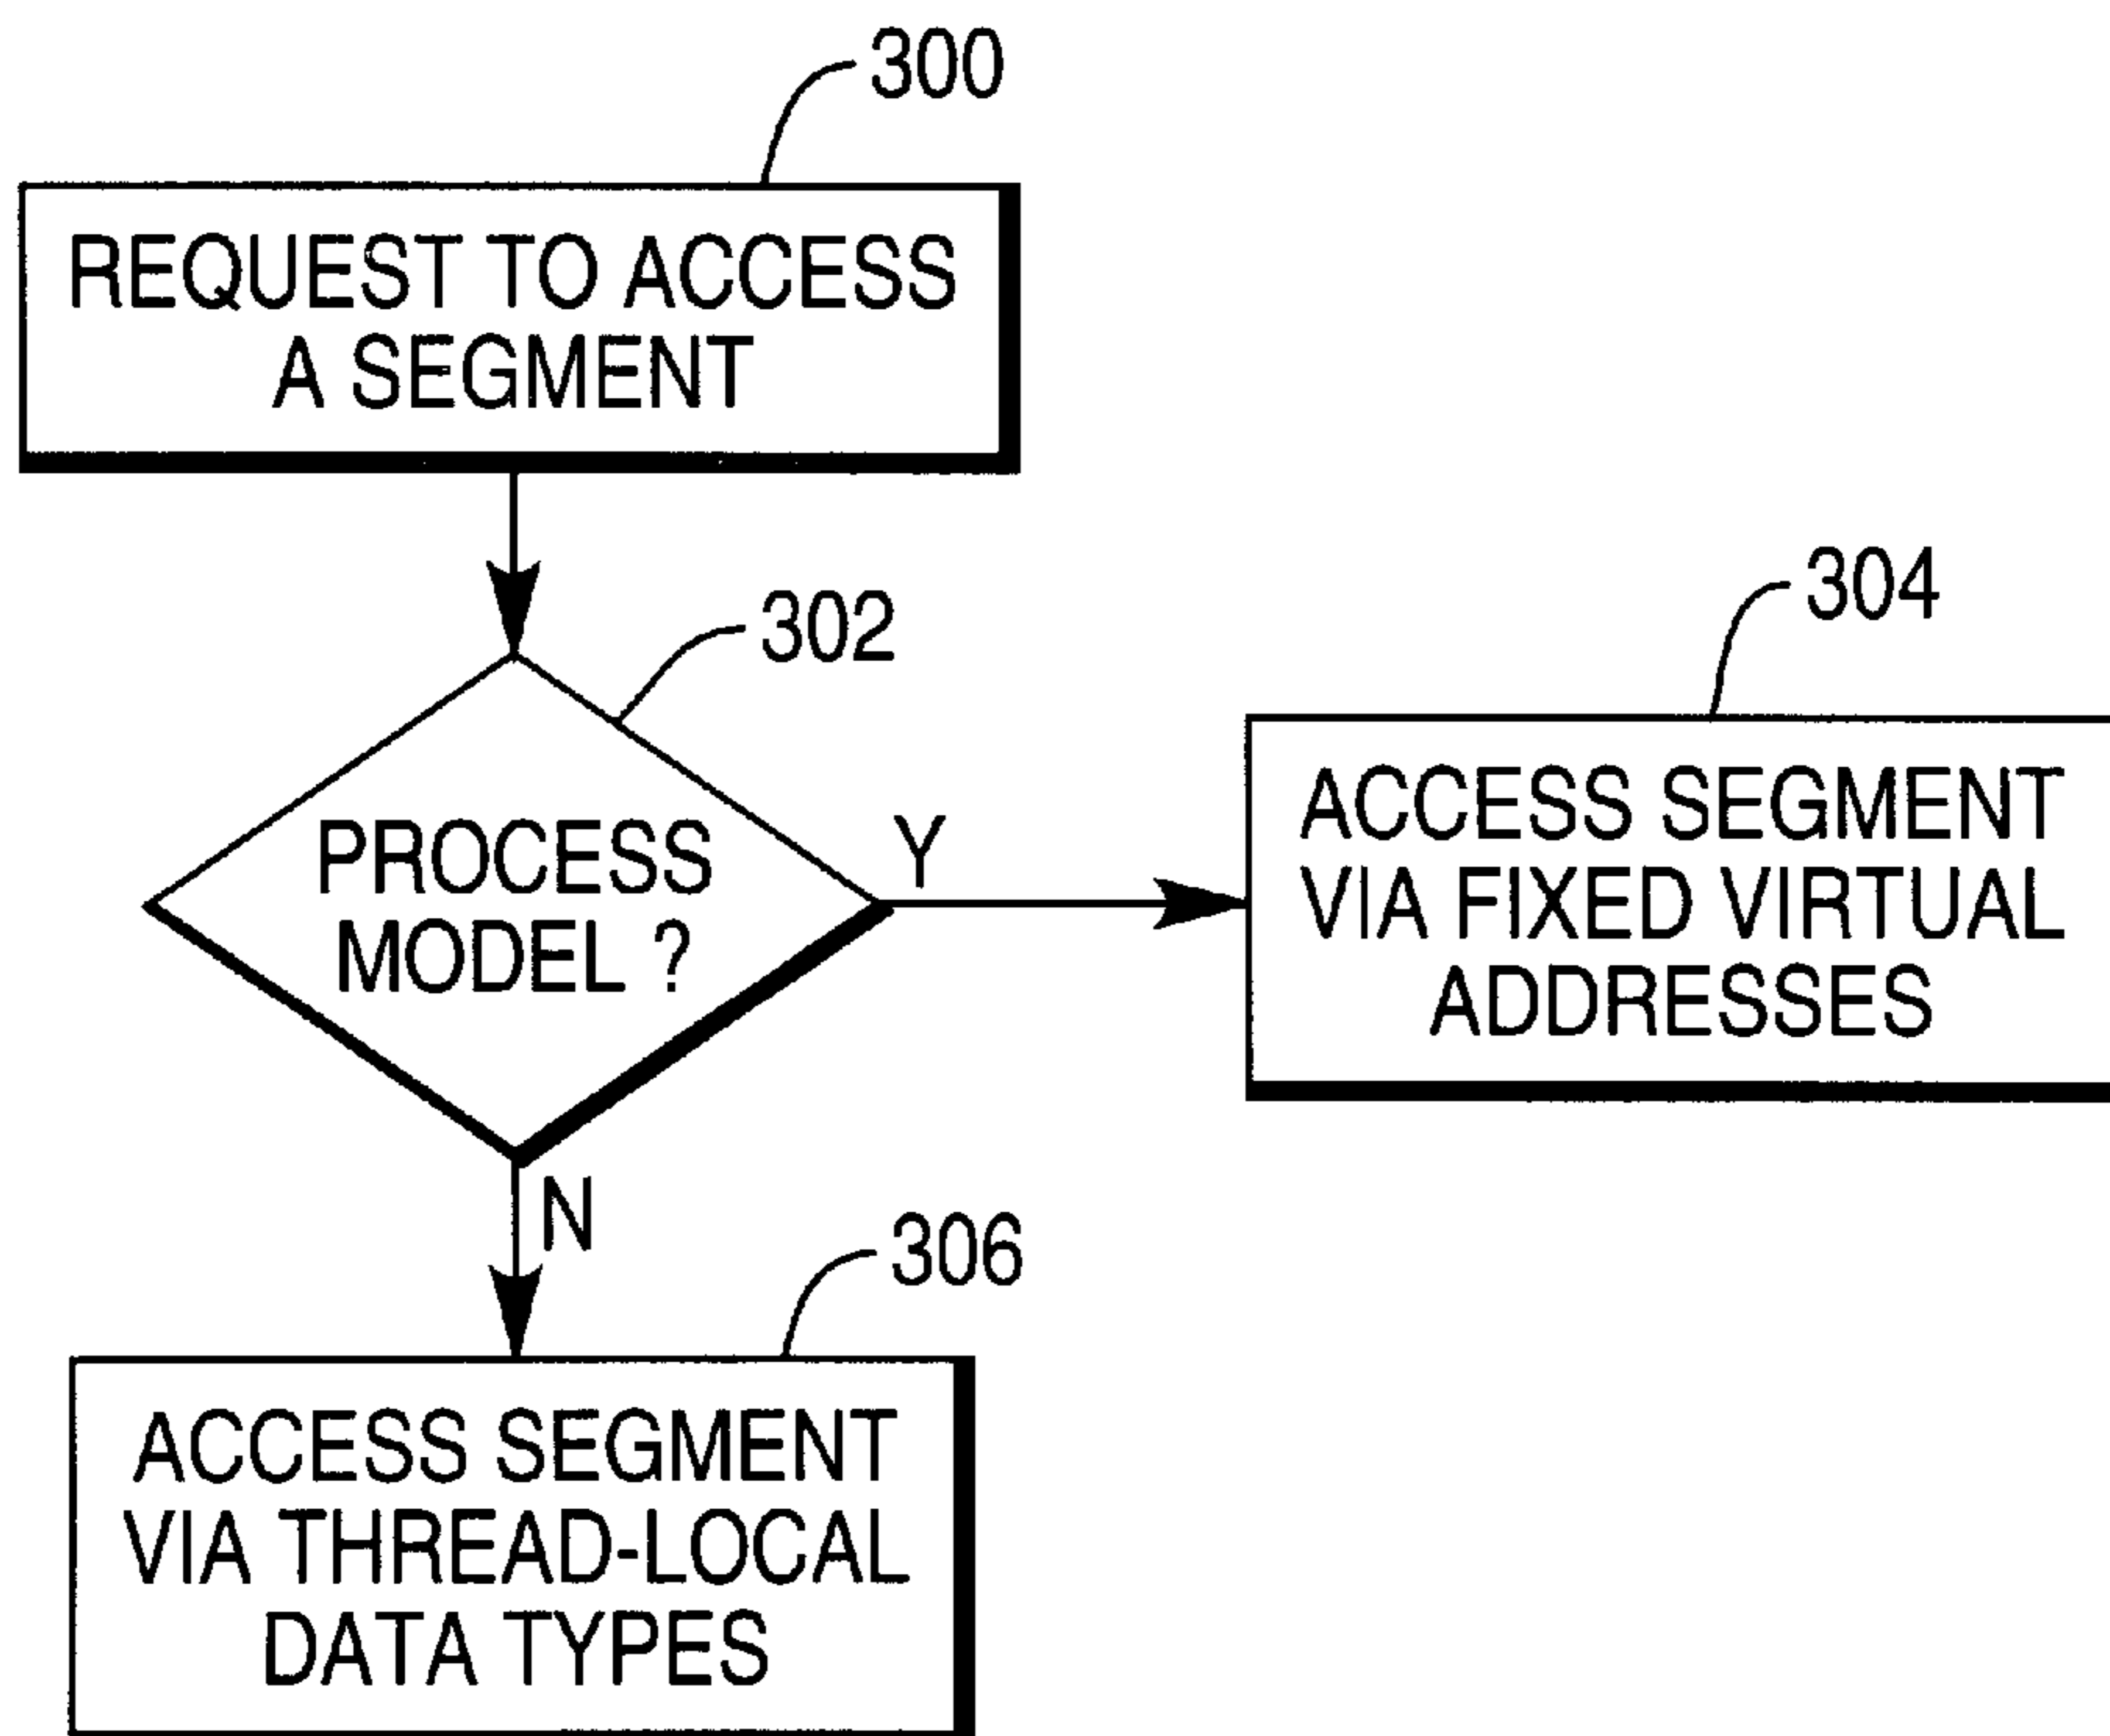 300
REQUEST TO ACCESS
A SEGMENT
302
PROCESS
MODEL ?
Y
304
ACCESS SEGMENT
VIA FIXED VIRTUAL
ADDRESSES
N
306
ACCESS SEGMENT
VIA THREAD-LOCAL
DATA TYPES